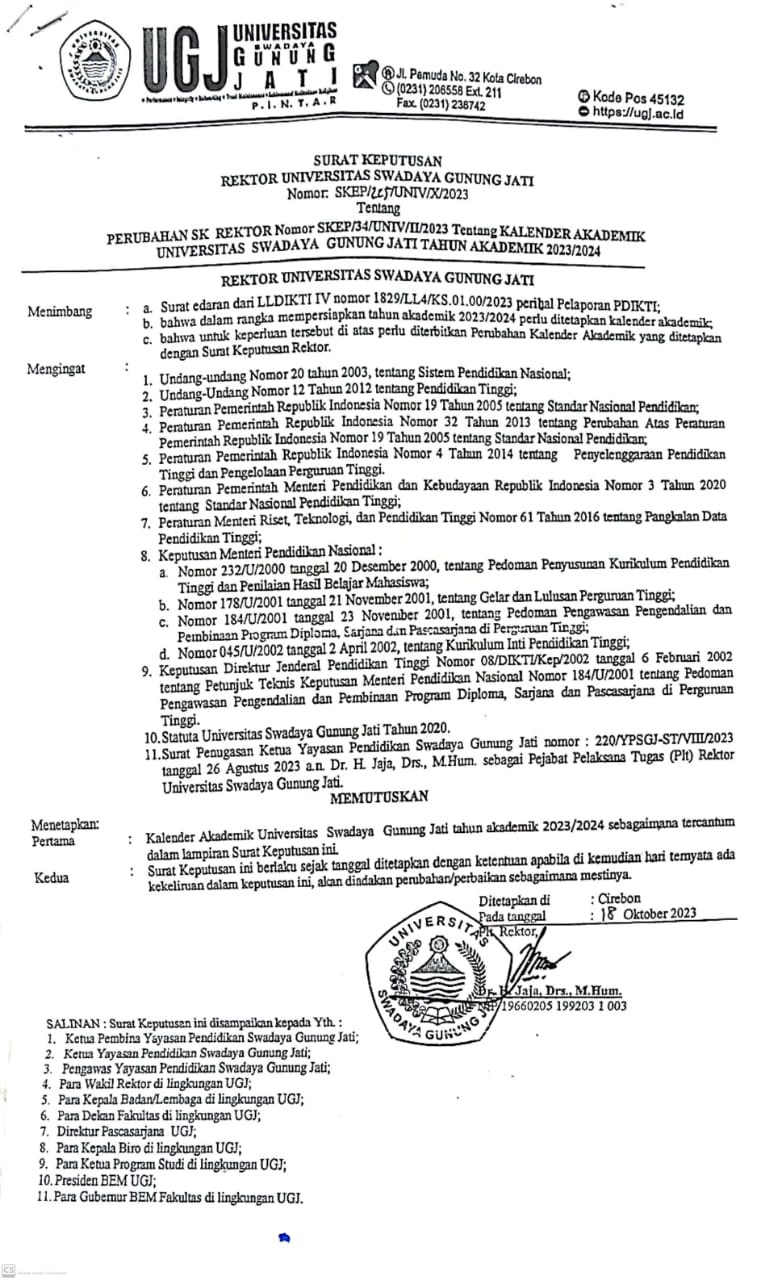 UNIVERSITAS
SWADAYA
GUNUNG
JATI
UGJ
P.I.N.T.A.R
Jl. Pemuda No. 32 Kota Cirebon
(0231) 206558 Ext. 211
Fax. (0231) 236742
Kode Pos 45132
https://ugj.ac.id
SURAT KEPUTUSAN
REKTOR UNIVERSITAS SWADAYA GUNUNG JATI
Nomor: SKEP/225/UNIV/X/2023
Tentang
PERUBAHAN SK REKTOR Nomor SKEP/34/UNIV/II/2023 Tentang KALENDER AKADEMIK
UNIVERSITAS SWADAYA GUNUNG JATI TAHUN AKADEMIK 2023/2024
REKTOR UNIVERSITAS SWADAYA GUNUNG JATI
Menimbang : a. Surat edaran dari LLDIKTI IV nomor 1829/LL4/KS.01.00/2023 perihal Pelaporan PDIKTI;
b. bahwa dalam rangka mempersiapkan tahun akademik 2023/2024 perlu ditetapkan kalender akademik;
c. bahwa untuk keperluan tersebut di atas perlu diterbitkan Perubahan Kalender Akademik yang ditetapkan
dengan Surat Keputusan Rektor.
Mengingat :
1. Undang-undang Nomor 20 tahun 2003, tentang Sistem Pendidikan Nasional;
2. Undang-Undang Nomor 12 Tahun 2012 tentang Pendidikan Tinggi;
3. Peraturan Pemerintah Republik Indonesia Nomor 19 Tahun 2005 tentang Standar Nasional Pendidikan;
4. Peraturan Pemerintah Republik Indonesia Nomor 32 Tahun 2013 tentang Perubahan Atas Peraturan
Pemerintah Republik Indonesia Nomor 19 Tahun 2005 tentang Standar Nasional Pendidikan;
5. Peraturan Pemerintah Republik Indonesia Nomor 4 Tahun 2014 tentang Penyelenggaraan Pendidikan
Tinggi dan Pengelolaan Perguruan Tinggi.
6. Peraturan Pemerintah Menteri Pendidikan dan Kebudayaan Republik Indonesia Nomor 3 Tahun 2020
tentang Standar Nasional Pendidikan Tinggi;
7. Peraturan Menteri Riset, Teknologi, dan Pendidikan Tinggi Nomor 61 Tahun 2016 tentang Pangkalan Data
Pendidikan Tinggi;
8. Keputusan Menteri Pendidikan Nasional :
a. Nomor 232/U/2000 tanggal 20 Desember 2000, tentang Pedoman Penyusunan Kurikulum Pendidikan
Tinggi dan Penilaian Hasil Belajar Mahasiswa;
b. Nomor 178/U/2001 tanggal 21 November 2001, tentang Gelar dan Lulusan Perguruan Tinggi;
c. Nomor 184/U/2001 tanggal 23 November 2001, tentang Pedoman Pengawasan Pengendalian dan
Pembinaan Program Diploma, Sarjana dan Pascasarjana di Perguruan Tinggi;
d. Nomor 045/U/2002 tanggal 2 April 2002, tentang Kurikulum Inti Pendidikan Tinggi;
9. Keputusan Direktur Jenderal Pendidikan Tinggi Nomor 08/DIKTI/Kep/2002 tanggal 6 Februari 2002
tentang Petunjuk Teknis Keputusan Menteri Pendidikan Nasional Nomor 184/U/2001 tentang Pedoman
Pengawasan Pengendalian dan Pembinaan Program Diploma, Sarjana dan Pascasarjana di Perguruan
Tinggi.
10.Statuta Universitas Swadaya Gunung Jati Tahun 2020.
11.Surat Penugasan Ketua Yayasan Pendidikan Swadaya Gunung Jati nomor : 220/YPSGJ-ST/VIII/2023
tanggal 26 Agustus 2023 a.n. Dr. H. Jaja, Drs., M.Hum. sebagai Pejabat Pelaksana Tugas (Plt) Rektor
Universitas Swadaya Gunung Jati.
MEMUTUSKAN
Menetapkan:
Pertama : Kalender Akademik Universitas Swadaya Gunung Jati tahun akademik 2023/2024 sebagaimana tercantum
dalam lampiran Surat Keputusan ini.
Kedua : Surat Keputusan ini berlaku sejak tanggal ditetapkan dengan ketentuan apabila di kemudian hari ternyata ada
kekeliruan dalam keputusan ini, akan diadakan perubahan/perbaikan sebagaimana mestinya.
Ditetapkan di : Cirebon
Pada tanggal : 18 Oktober 2023
Plt. Rektor,
UNIVERSITAS
SWADAYA GUNUNG JATI
Dr. H. Jaja, Drs., M.Hum.
19660205 199203 1 003
SALINAN : Surat Keputusan ini disampaikan kepada Yth. :
1. Ketua Pembina Yayasan Pendidikan Swadaya Gunung Jati;
2. Ketua Yayasan Pendidikan Swadaya Gunung Jati;
3. Pengawas Yayasan Pendidikan Swadaya Gunung Jati;
4. Para Wakil Rektor di lingkungan UGJ;
5. Para Kepala Badan/Lembaga di lingkungan UGJ;
6. Para Dekan Fakultas di lingkungan UGJ;
7. Direktur Pascasarjana UGJ;
8. Para Kepala Biro di lingkungan UGJ;
9. Para Ketua Program Studi di lingkungan UGJ;
10. Presiden BEM UGJ;
11. Para Gubernur BEM Fakultas di lingkungan UGJ.
CS